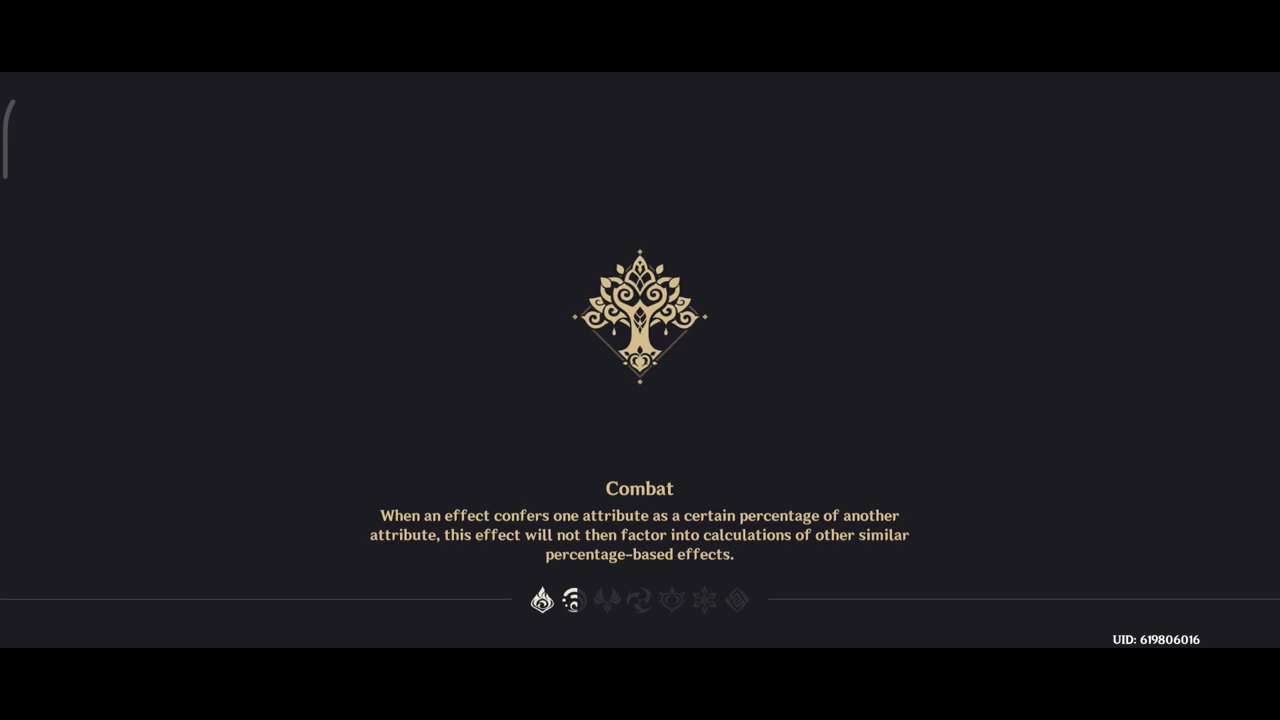 Combat
When an effect confers one attribute as a certain percentage of another
attribute, this effect will not then factor into calculations of other similar
percentage-based effects.
UID: 619806016